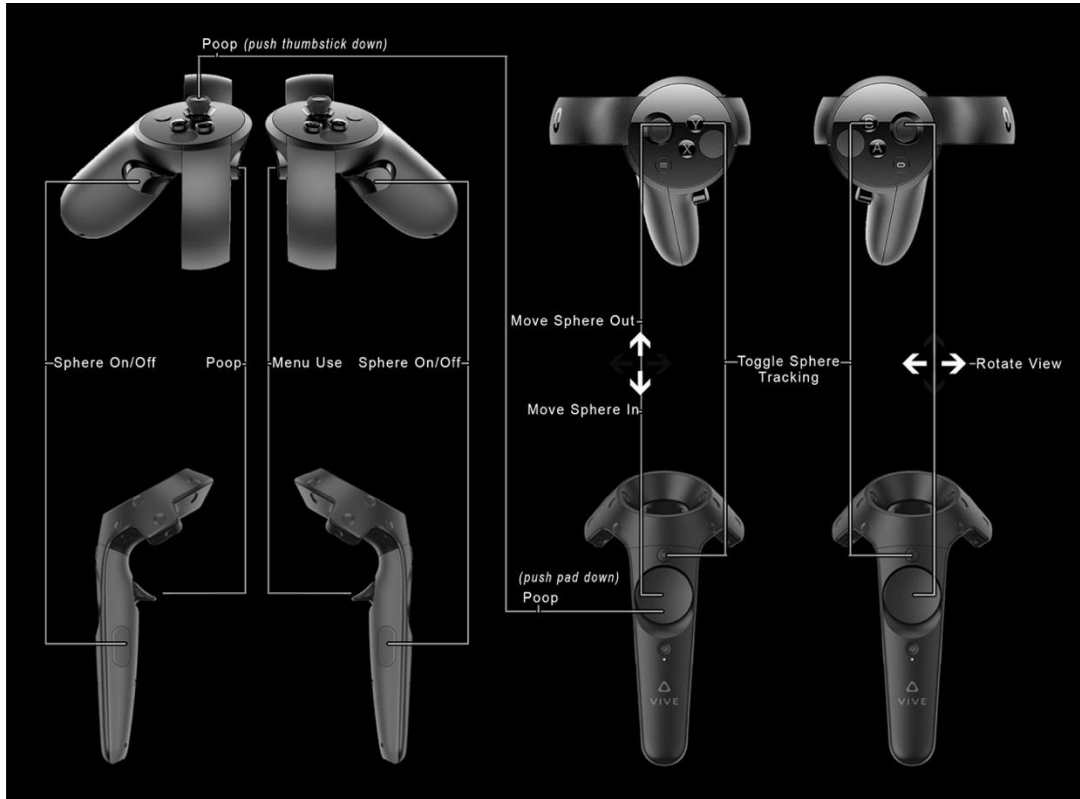 Poop (push thumbstick down)
Y
X
B
A
Move Sphere Out
Sphere On/Off
Poop
Menu Use
Sphere On/Off
Toggle Sphere
Tracking
Rotate View
Move Sphere In
(push pad down)
Poop
VIVE
VIVE